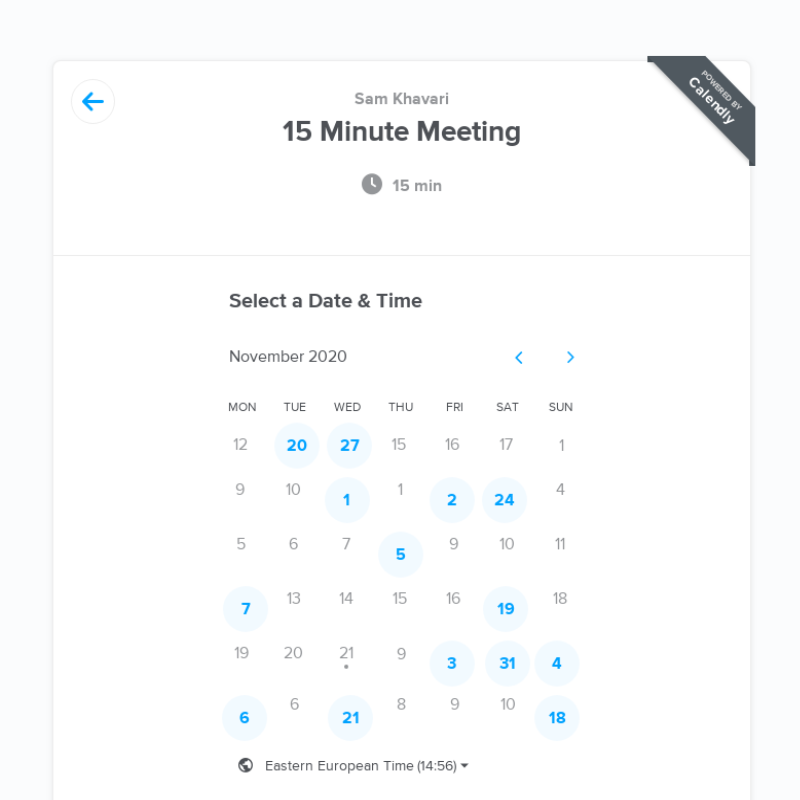 POWERED BY
Calendly
Sam Khavari
15 Minute Meeting
15 min
Select a Date & Time
November 2020
MON TUE WED THU FRI SAT SUN
12 20 27 15 16 17 1
9 10 1 1 2 24 4
5 6 7 5 9 10 11
7 13 14 15 16 19 18
19 20 21 9 3 31 4
6 6 21 8 9 10 18
Eastern European Time (14:56)